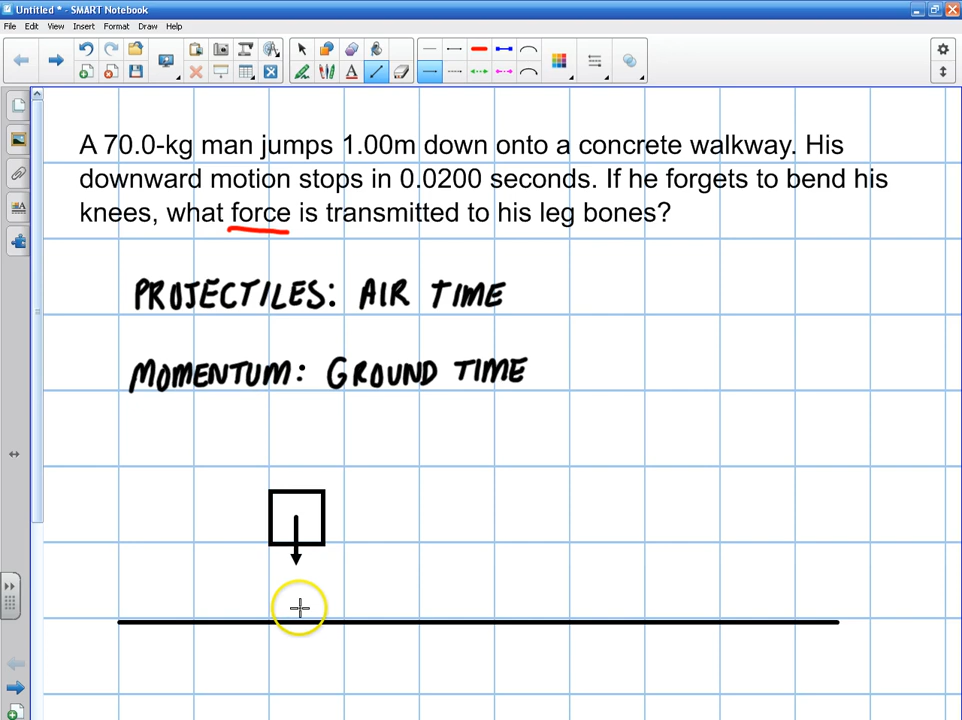 Untitled * - SMART Notebook
File Edit View Insert Format Draw Help
A 70.0-kg man jumps 1.00m down onto a concrete walkway. His
downward motion stops in 0.0200 seconds. If he forgets to bend his
knees, what force is transmitted to his leg bones?
PROJECTILES: AIR TIME
MOMENTUM: GROUND TIME